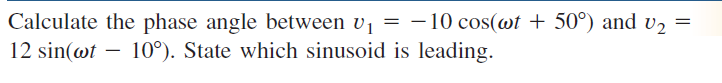 Calculate the phase angle between v₁ = −10 cos(ωt + 50°) and v₂ =
12 sin(ωt − 10°). State which sinusoid is leading.